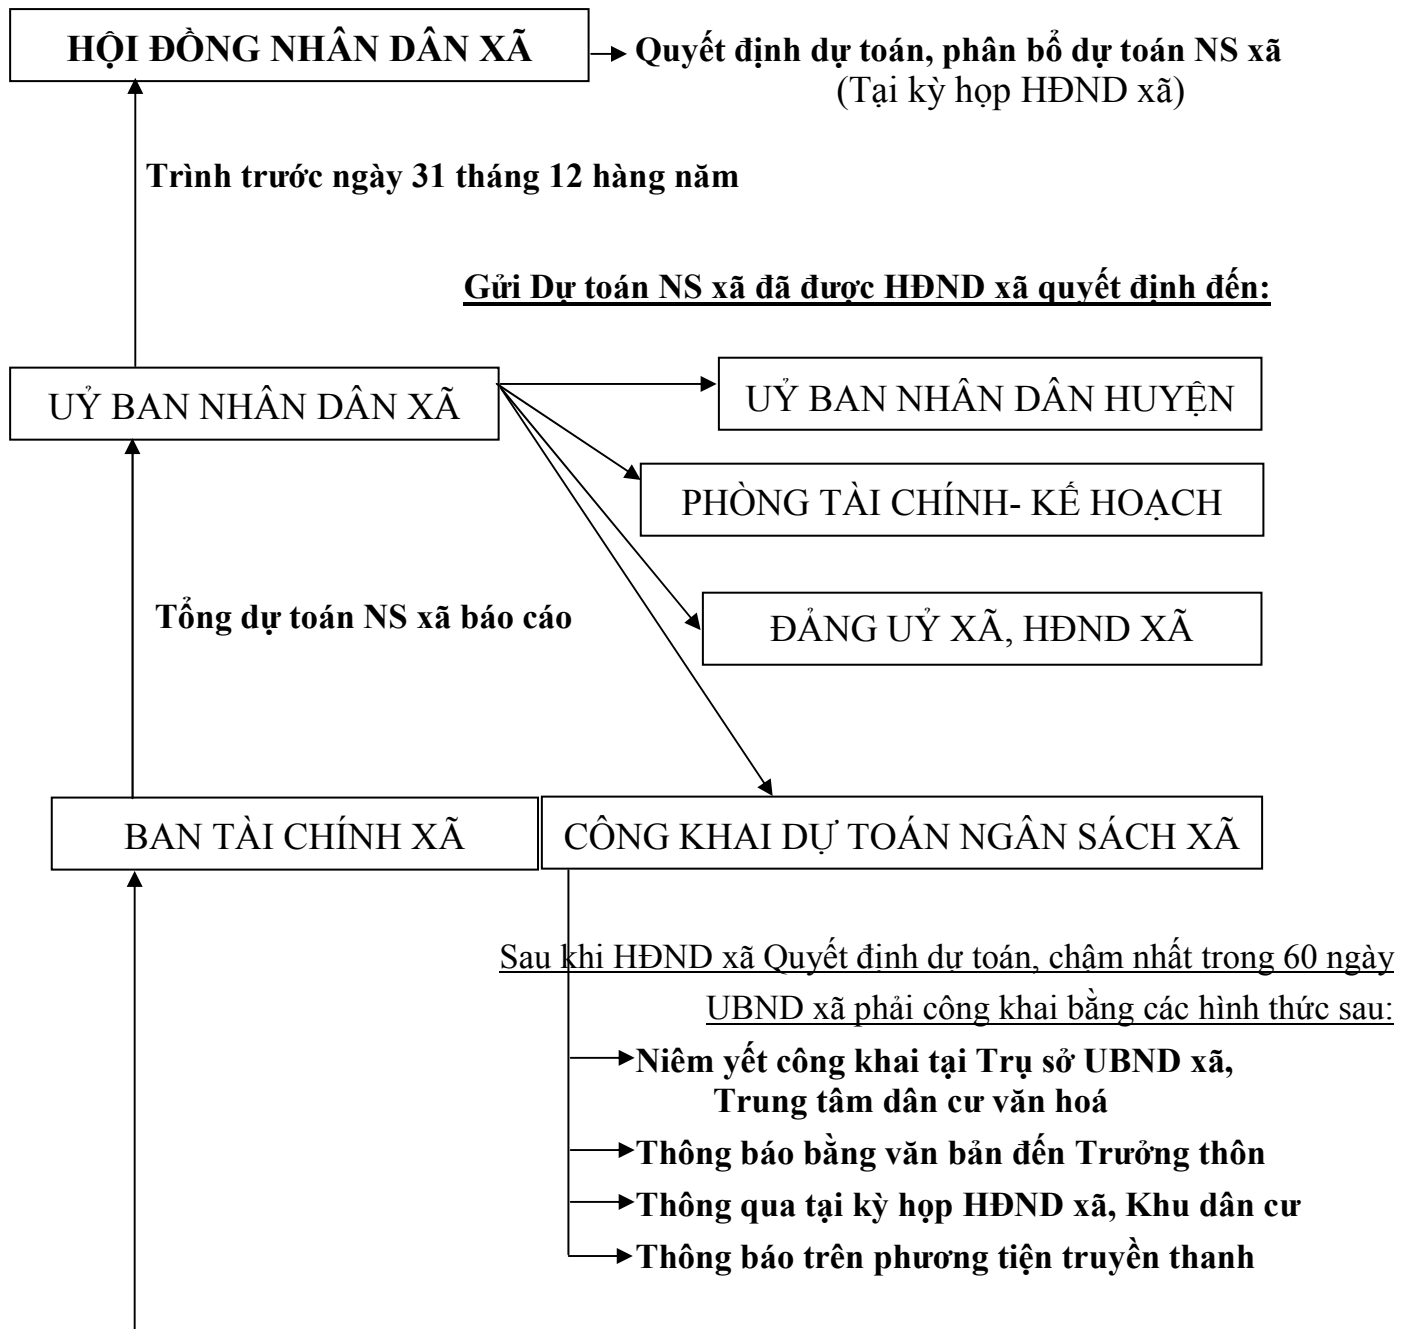 HỘI ĐỒNG NHÂN DÂN XÃ
Quyết định dự toán, phân bổ dự toán NS xã
(Tại kỳ họp HĐND xã)
Trình trước ngày 31 tháng 12 hàng năm
Gửi Dự toán NS xã đã được HĐND xã quyết định đến:
UỶ BAN NHÂN DÂN XÃ
UỶ BAN NHÂN DÂN HUYỆN
PHÒNG TÀI CHÍNH- KẾ HOẠCH
Tổng dự toán NS xã báo cáo
ĐẢNG UỶ XÃ, HĐND XÃ
BAN TÀI CHÍNH XÃ
CÔNG KHAI DỰ TOÁN NGÂN SÁCH XÃ
Sau khi HĐND xã Quyết định dự toán, chậm nhất trong 60 ngày
UBND xã phải công khai bằng các hình thức sau:
Niêm yết công khai tại Trụ sở UBND xã,
Trung tâm dân cư văn hoá
Thông báo bằng văn bản đến Trưởng thôn
Thông qua tại kỳ họp HĐND xã, Khu dân cư
Thông báo trên phương tiện truyền thanh